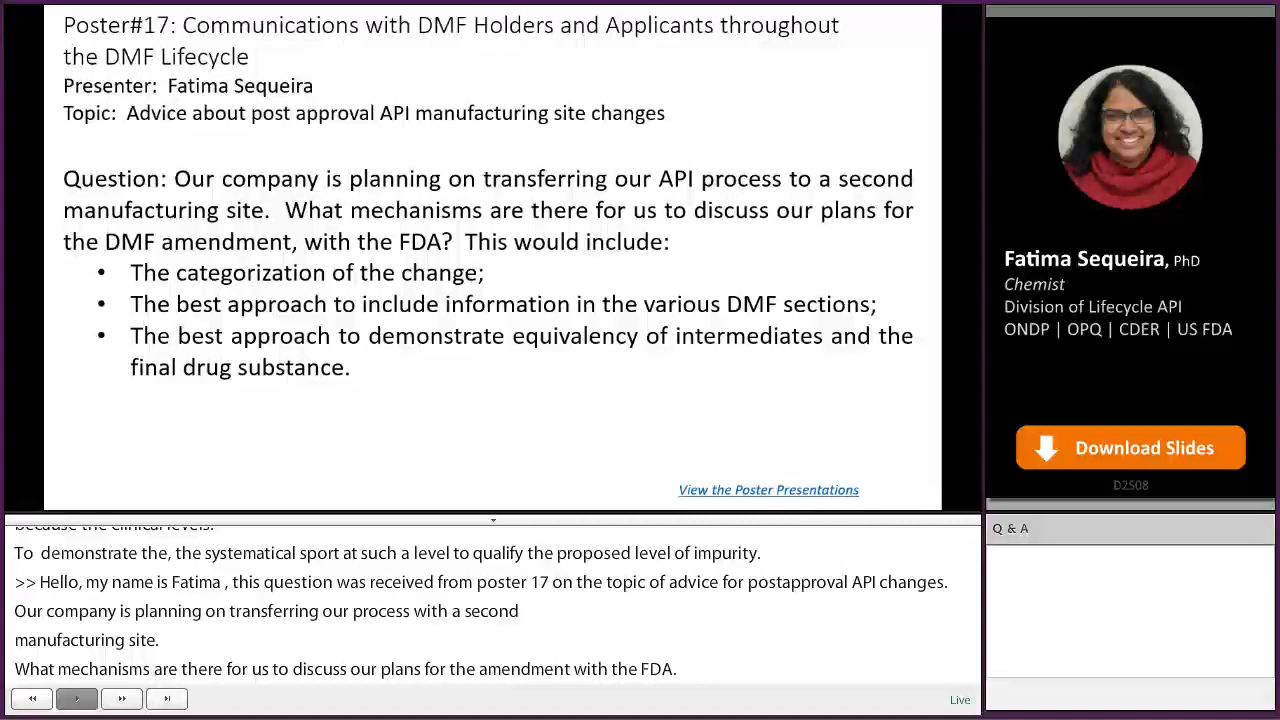 Poster#17: Communications with DMF Holders and Applicants throughout
the DMF Lifecycle
Presenter: Fatima Sequeira
Topic: Advice about post approval API manufacturing site changes
Question: Our company is planning on transferring our API process to a second
manufacturing site. What mechanisms are there for us to discuss our plans for
the DMF amendment, with the FDA? This would include:
• The categorization of the change;
• The best approach to include information in the various DMF sections;
• The best approach to demonstrate equivalency of intermediates and the
final drug substance.
View the Poster Presentations
Fatima Sequeira, PhD
Chemist
Division of Lifecycle API
ONDP | OPQ | CDER | US FDA
Download Slides
D2S08
because the clinical levels.
To demonstrate the, the systematical sport at such a level to qualify the proposed level of impurity.
>> Hello, my name is Fatima , this question was received from poster 17 on the topic of advice for postapproval API changes.
Our company is planning on transferring our process with a second
manufacturing site.
What mechanisms are there for us to discuss our plans for the amendment with the FDA.
Live
Q & A